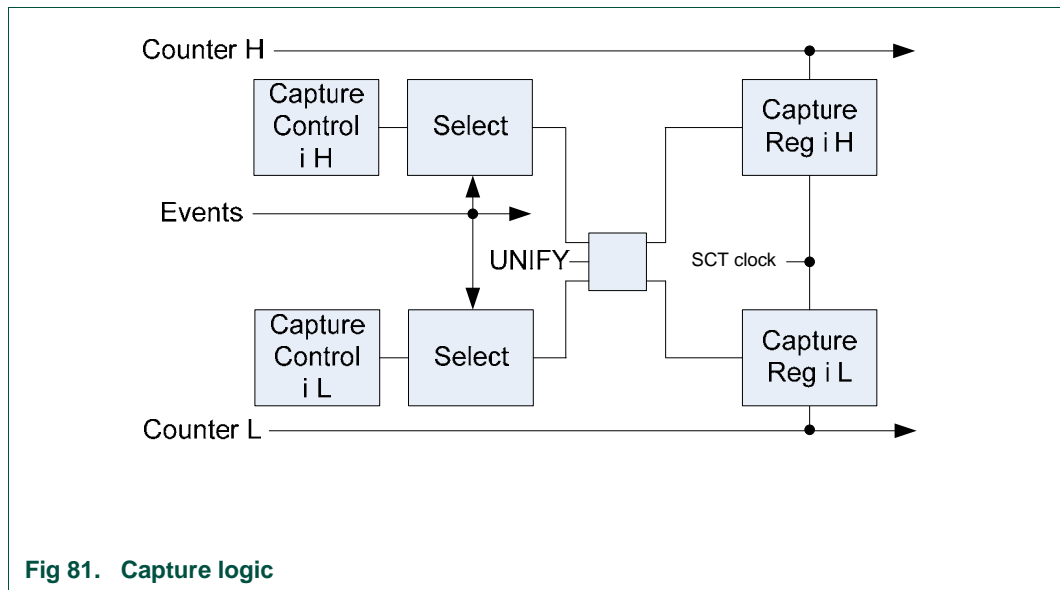 Counter H
Capture
Control
i H
Select
Capture
Reg i H
Events
UNIFY
SCT clock
Capture
Control
i L
Select
Capture
Reg i L
Counter L
Fig 81. Capture logic